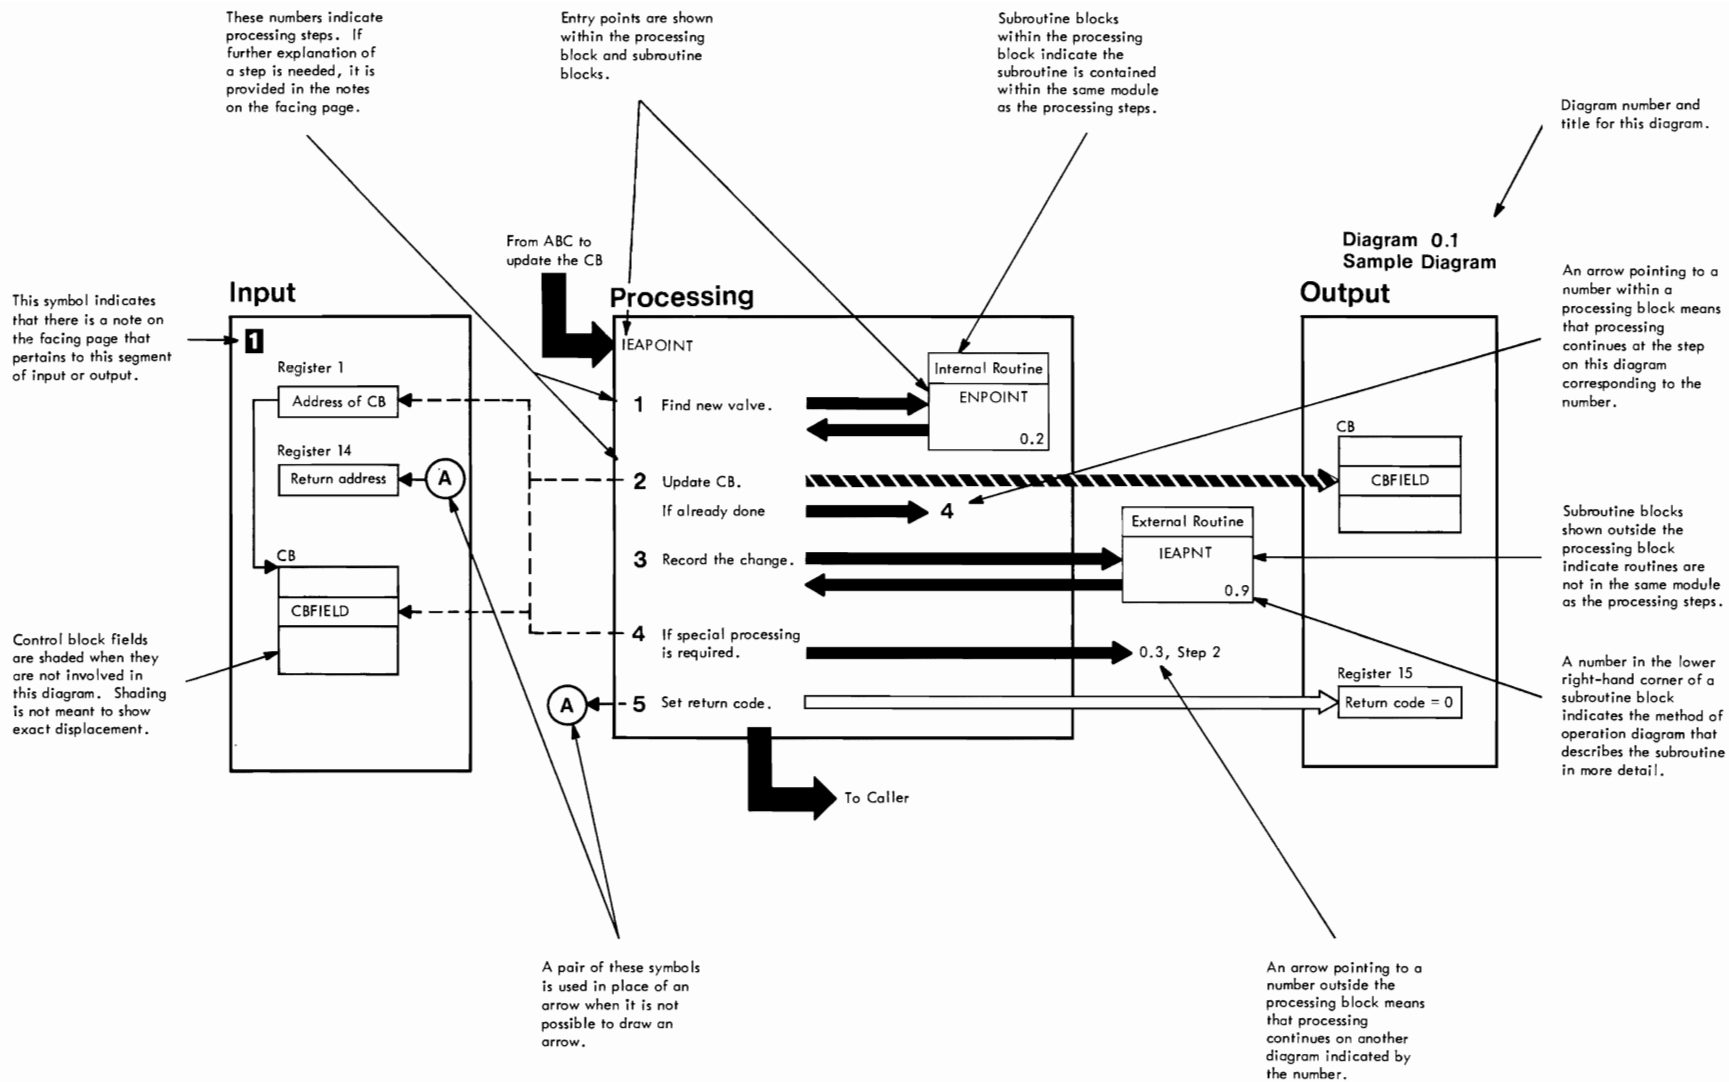 These numbers indicate
processing steps. If
further explanation of
a step is needed, it is
provided in the notes
on the facing page.
Entry points are shown
within the processing
block and subroutine
blocks.
Subroutine blocks
within the processing
block indicate the
subroutine is contained
within the same module
as the processing steps.
Diagram number and
title for this diagram.
From ABC to
update the CB
Diagram 0.1
Sample Diagram
This symbol indicates
that there is a note on
the facing page that
pertains to this segment
of input or output.
Input
1
Register 1
Address of CB
Register 14
Return address
A
CB
CBFIELD
Control block fields
are shaded when they
are not involved in
this diagram. Shading
is not meant to show
exact displacement.
Processing
IEAPOINT
1 Find new valve.
Internal Routine
ENPOINT
0.2
2 Update CB.
If already done
4
3 Record the change.
External Routine
IEAPNT
0.9
4 If special processing
is required.
0.3, Step 2
A
5 Set return code.
To Caller
Output
CB
CBFIELD
Register 15
Return code = 0
An arrow pointing to a
number within a
processing block means
that processing
continues at the step
on this diagram
corresponding to the
number.
Subroutine blocks
shown outside the
processing block
indicate routines are
not in the same module
as the processing steps.
A number in the lower
right-hand corner of a
subroutine block
indicates the method of
operation diagram that
describes the subroutine
in more detail.
A pair of these symbols
is used in place of an
arrow when it is not
possible to draw an
arrow.
An arrow pointing to a
number outside the
processing block means
that processing
continues on another
diagram indicated by
the number.